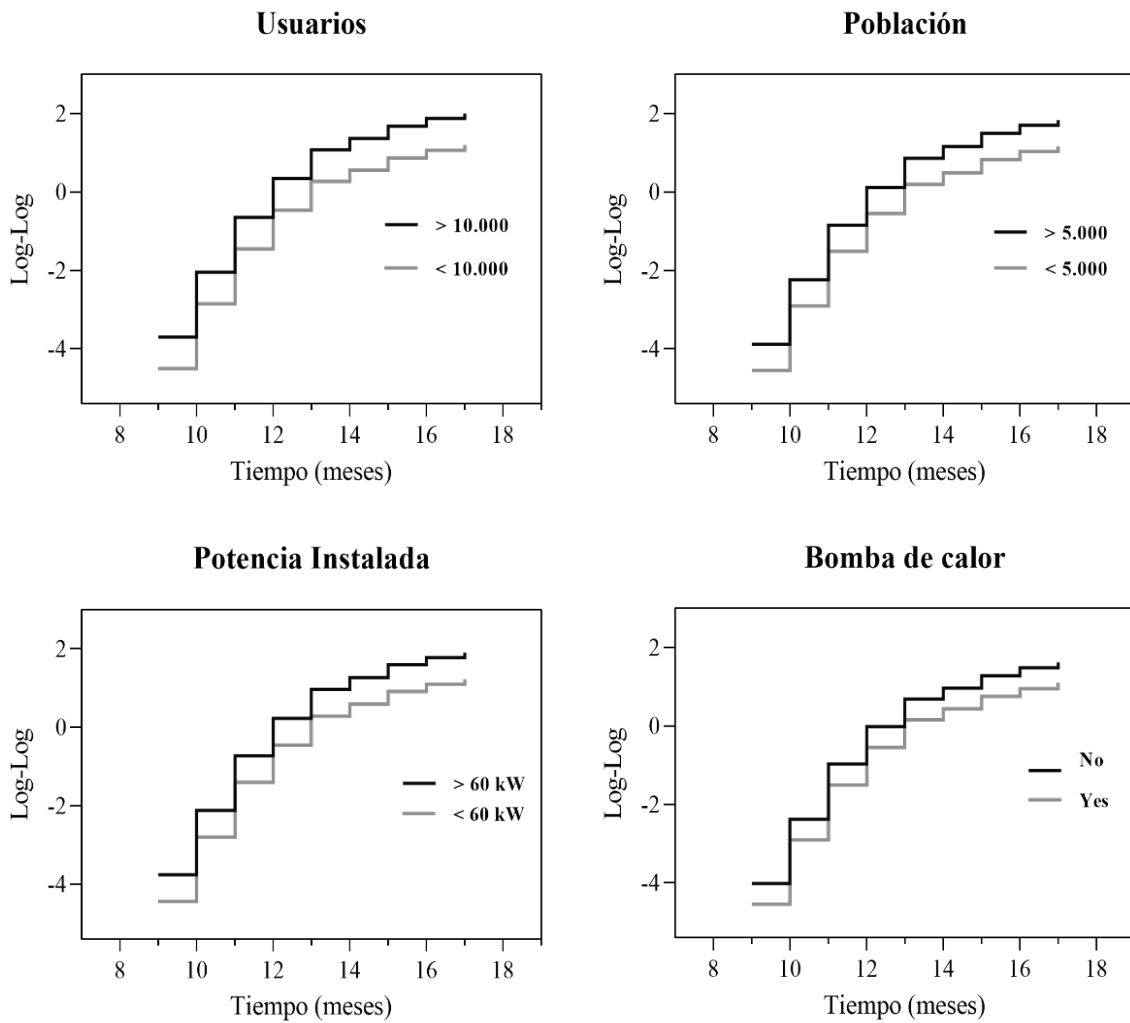 Usuarios
Log-Log
2
0
-2
-4
> 10.000
< 10.000
8 10 12 14 16 18
Tiempo (meses)
Población
Log-Log
2
0
-2
-4
> 5.000
< 5.000
8 10 12 14 16 18
Tiempo (meses)
Potencia Instalada
Log-Log
2
0
-2
-4
> 60 kW
< 60 kW
8 10 12 14 16 18
Tiempo (meses)
Bomba de calor
Log-Log
2
0
-2
-4
No
Yes
8 10 12 14 16 18
Tiempo (meses)